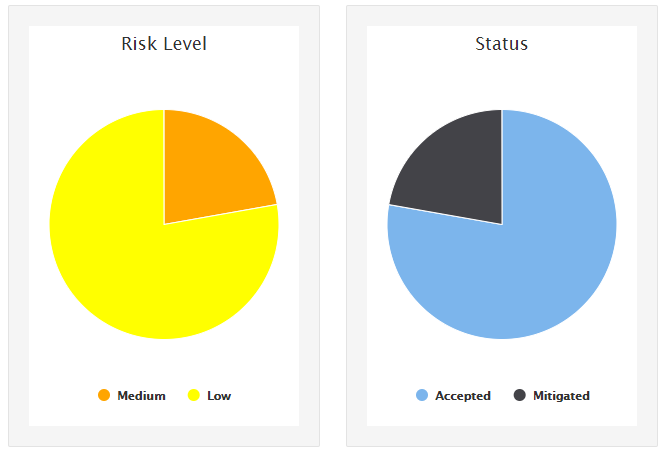 Risk Level
Medium Low
Status
Accepted Mitigated